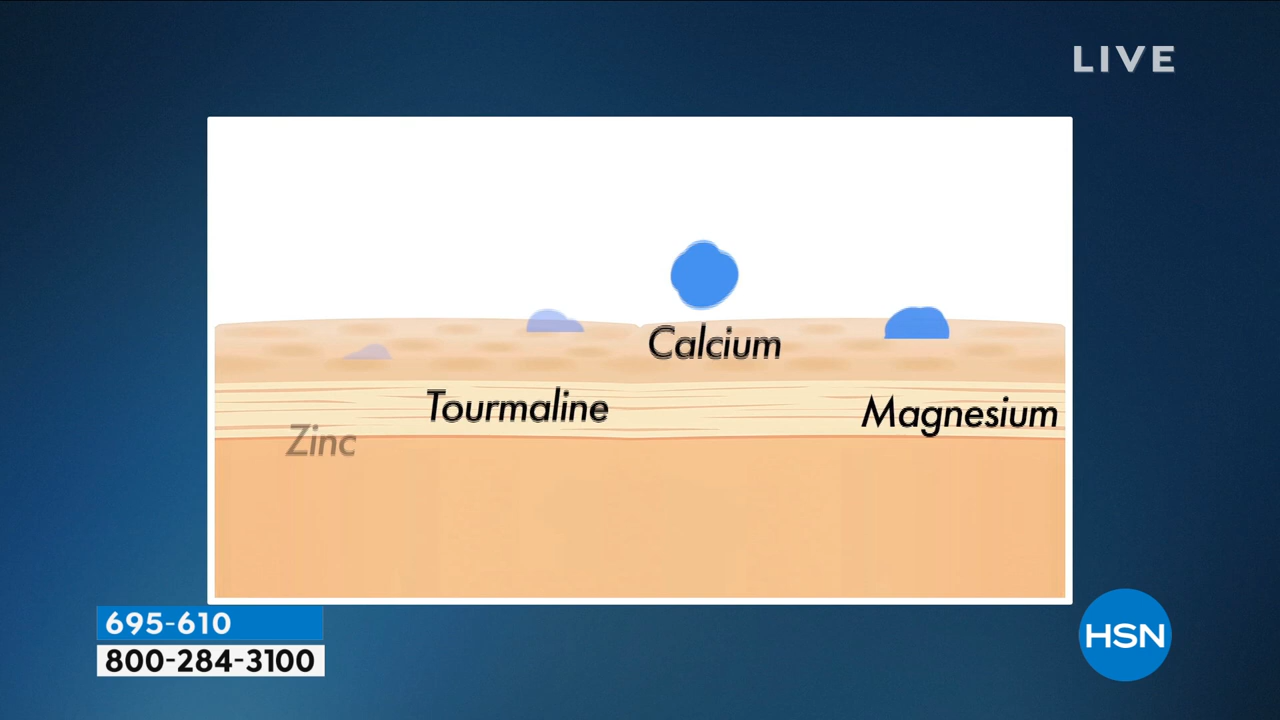 LIVE
Calcium
Tourmaline
Magnesium
Zinc
695-610
800-284-3100
HSN